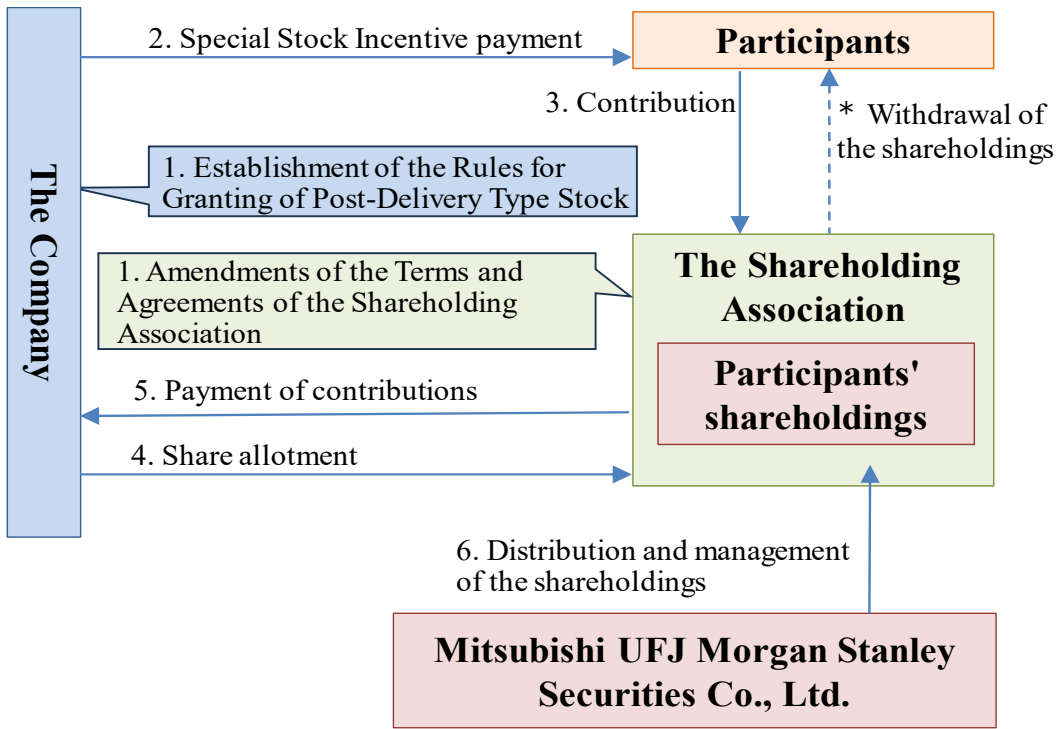 2. Special Stock Incentive payment
Participants
3. Contribution
* Withdrawal of
the shareholdings
The Company
1. Establishment of the Rules for
Granting of Post-Delivery Type Stock
1. Amendments of the Terms and
Agreements of the Shareholding
Association
The Shareholding
Association
Participants'
shareholdings
5. Payment of contributions
4. Share allotment
6. Distribution and management
of the shareholdings
Mitsubishi UFJ Morgan Stanley
Securities Co., Ltd.